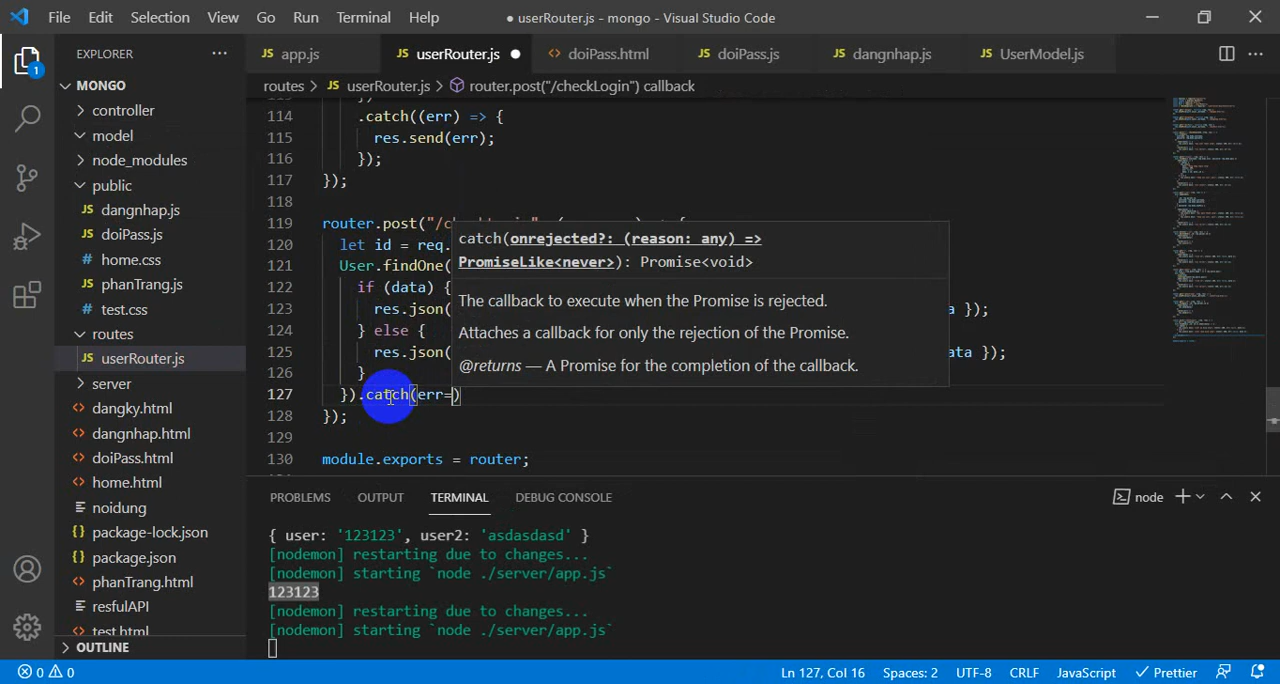 File Edit Selection View Go Run Terminal Help ● userRouter.js - mongo - Visual Studio Code
EXPLORER ···
JS app.js JS userRouter.js ● <> doiPass.html JS doiPass.js JS dangnhap.js JS UserModel.js ···
1
MONGO
routes > JS userRouter.js > router.post("/checkLogin") callback
controller
model
node_modules
public
JS dangnhap.js
JS doiPass.js
# home.css
JS phanTrang.js
# test.css
routes
JS userRouter.js
server
<> dangky.html
<> dangnhap.html
<> doiPass.html
<> home.html
noidung
{} package-lock.json
{} package.json
<> phanTrang.html
resfulAPI
<> test.html
OUTLINE
114 .catch((err) => {
115 res.send(err);
116 });
117 });
118
119 router.post("/c
120 let id = req.
121 User.findOne(
122 if (data) {
123 res.json( a });
124 } else {
125 res.json( ata });
126 }
127 }).catch(err=)
128 });
129
130 module.exports = router;
catch(onrejected?: (reason: any) =>
PromiseLike<never>): Promise<void>
The callback to execute when the Promise is rejected.
Attaches a callback for only the rejection of the Promise.
@returns — A Promise for the completion of the callback.
PROBLEMS OUTPUT TERMINAL DEBUG CONSOLE node
{ user: '123123', user2: 'asdasdasd' }
[nodemon] restarting due to changes...
[nodemon] starting `node ./server/app.js`
123123
[nodemon] restarting due to changes...
[nodemon] starting `node ./server/app.js`
0 0 Ln 127, Col 16 Spaces: 2 UTF-8 CRLF JavaScript Prettier